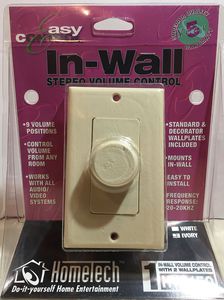 easy
In-Wall
STEREO VOLUME CONTROL
• 9 VOLUME
POSITIONS
• CONTROL
VOLUME
FROM ANY
ROOM
• WORKS
WITH ALL
AUDIO/
VIDEO
SYSTEMS
• STANDARD &
DECORATOR
WALLPLATES
INCLUDED
• MOUNTS
IN-WALL
• EASY TO
INSTALL
• FREQUENCY
RESPONSE:
20-20KHZ
WHITE
IVORY
HomeTech
Do-it-yourself Home Entertainment
IN-WALL VOLUME CONTROL
WITH 2 WALLPLATES
1